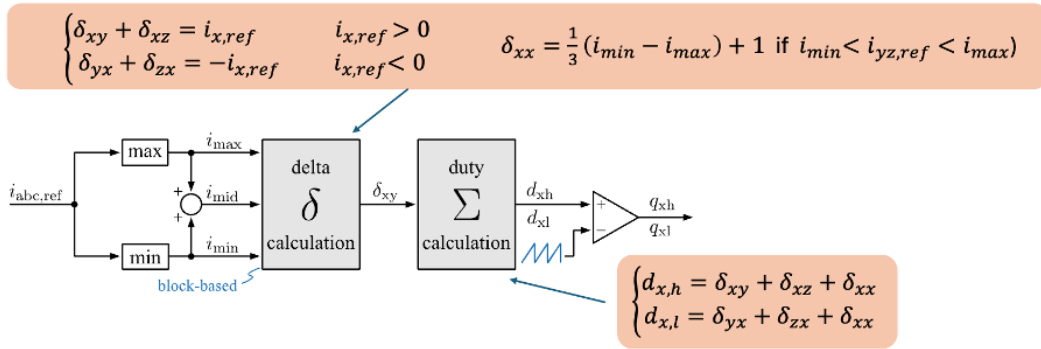 δxy + δxz = ix,ref    ix,ref > 0    δxx = 1/3 (imin − imax) + 1 if imin < iyz,ref < imax)
δyx + δzx = −ix,ref    ix,ref < 0
iabc,ref
max
imax
+
+
imid
min
imin
delta
δ
calculation
block-based
δxy
duty
Σ
calculation
dxh
dxl
+
−
qxh
qxl
dx,h = δxy + δxz + δxx
dx,l = δyx + δzx + δxx